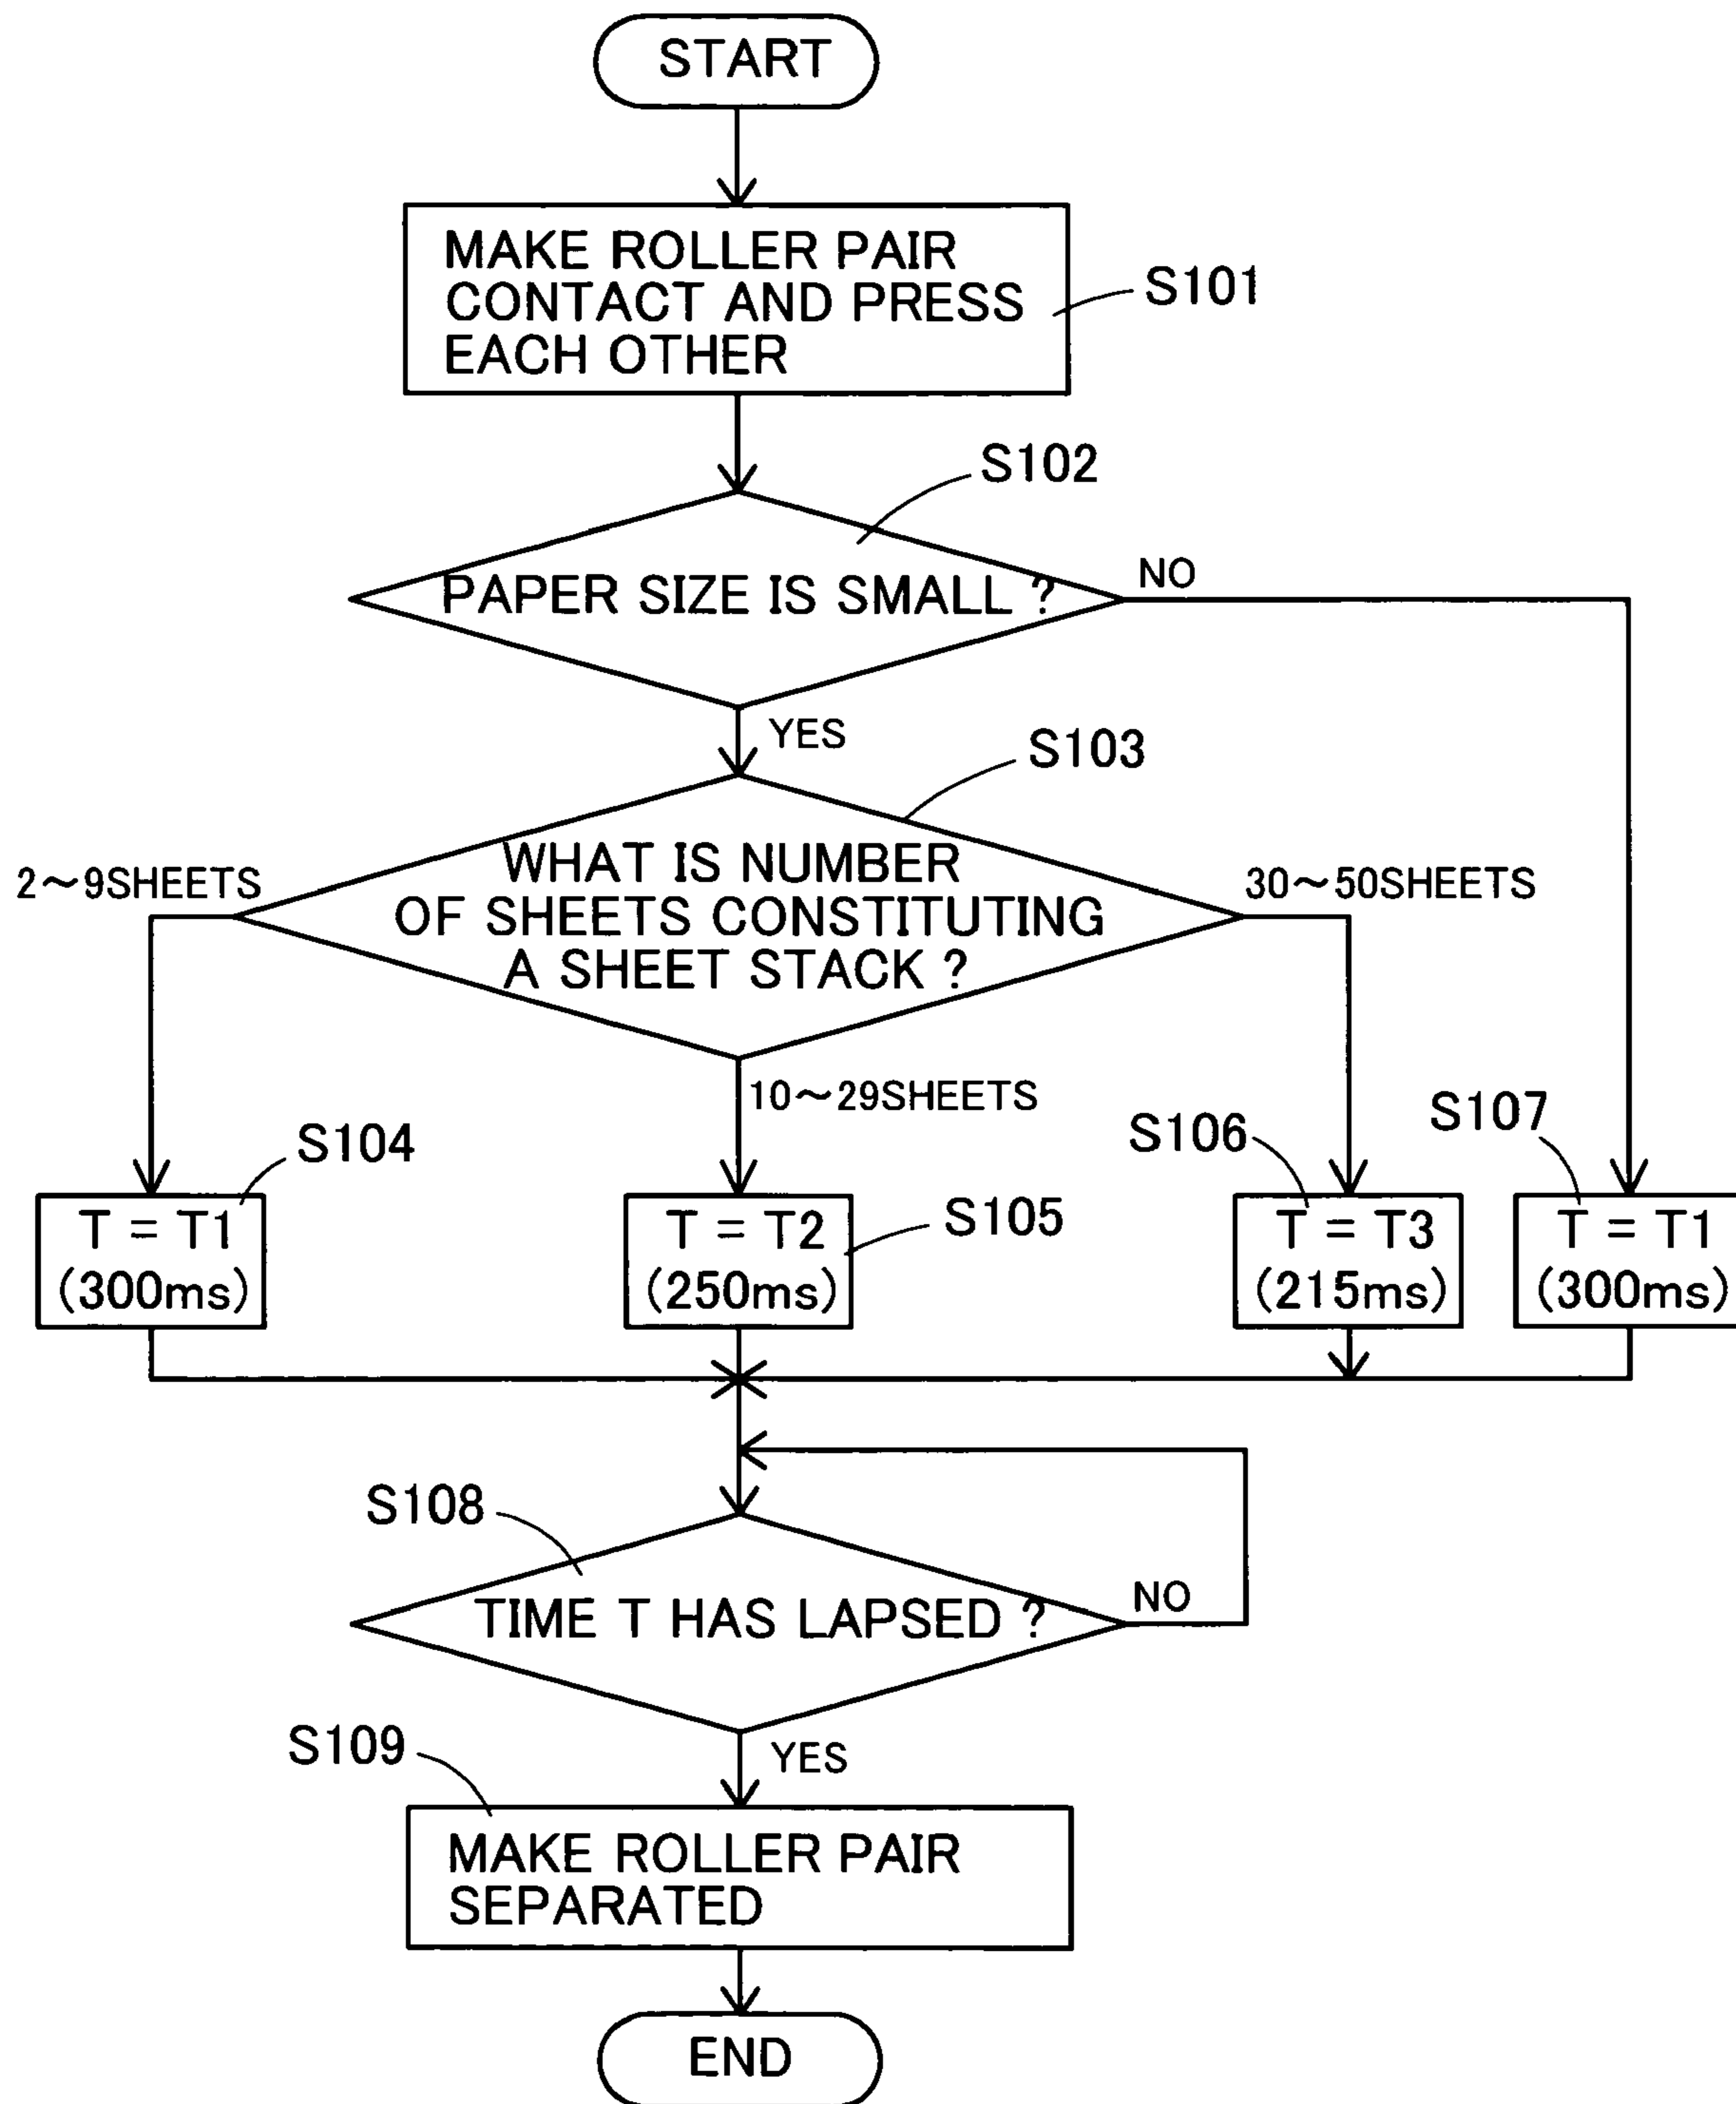 START
MAKE ROLLER PAIR
CONTACT AND PRESS
EACH OTHER
S101
S102
PAPER SIZE IS SMALL ?
NO
YES
S103
WHAT IS NUMBER
OF SHEETS CONSTITUTING
A SHEET STACK ?
2～9SHEETS
30～50SHEETS
10～29SHEETS
S104
T = T1
(300ms)
S105
T = T2
(250ms)
S106
T = T3
(215ms)
S107
T = T1
(300ms)
S108
TIME T HAS LAPSED ?
NO
YES
S109
MAKE ROLLER PAIR
SEPARATED
END